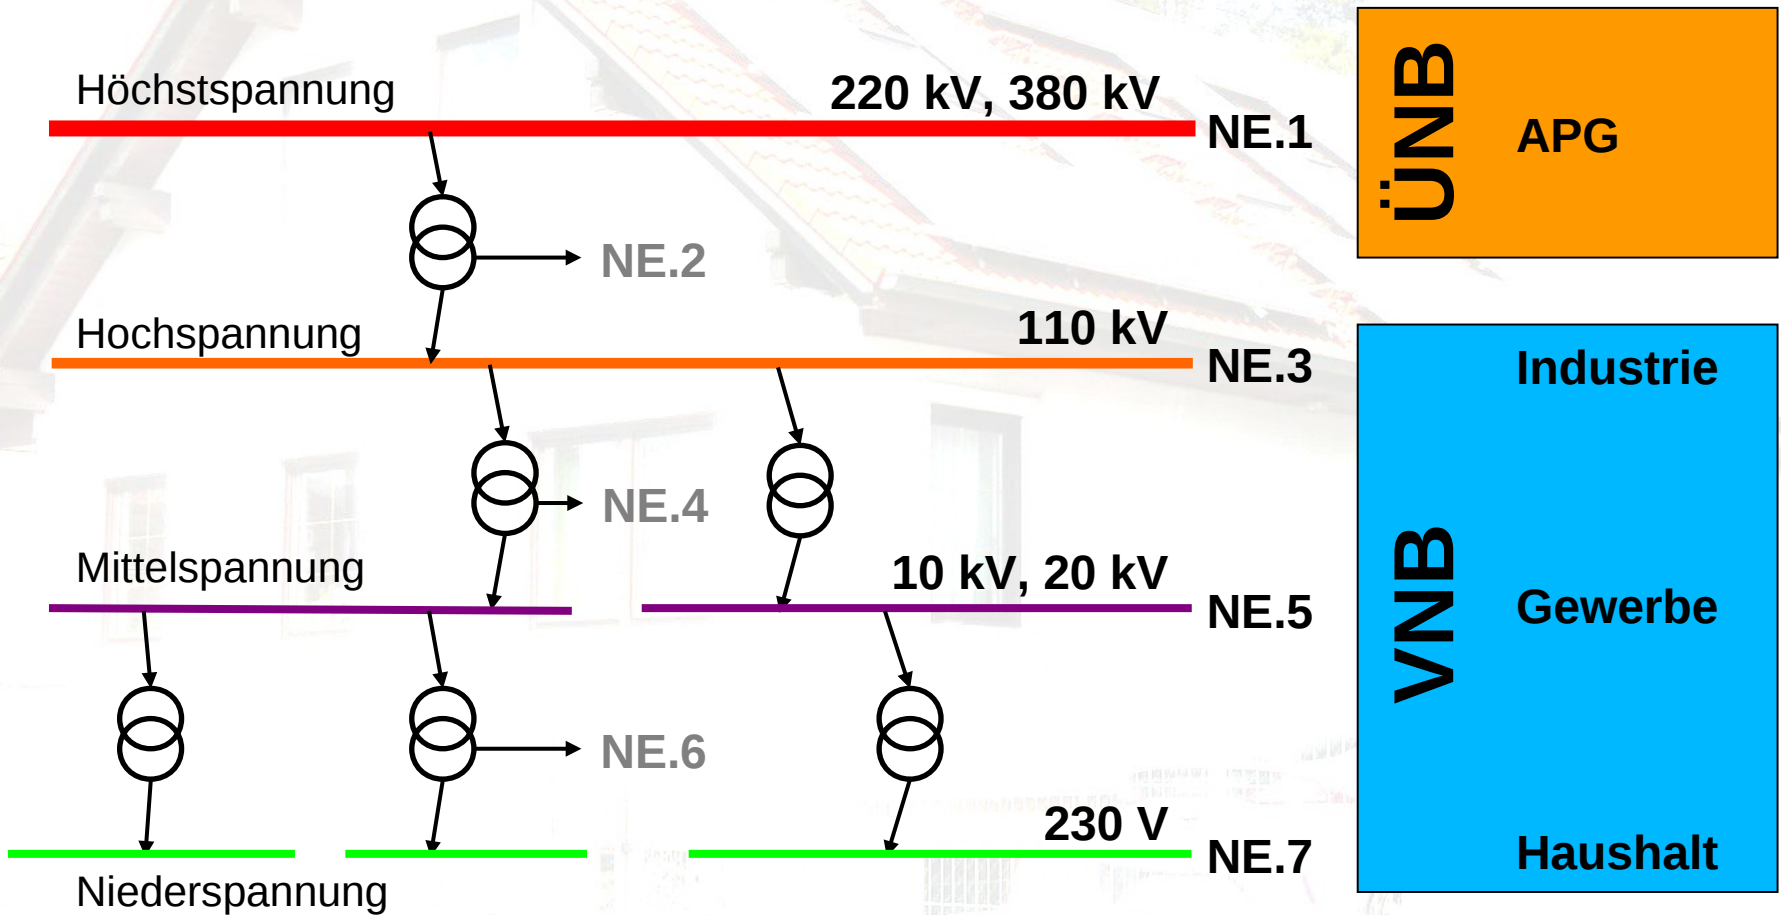 Höchstspannung
220 kV, 380 kV
NE.1
NE.2
Hochspannung
110 kV
NE.3
NE.4
Mittelspannung
10 kV, 20 kV
NE.5
NE.6
230 V
NE.7
Niederspannung
ÜNB
APG
VNB
Industrie
Gewerbe
Haushalt